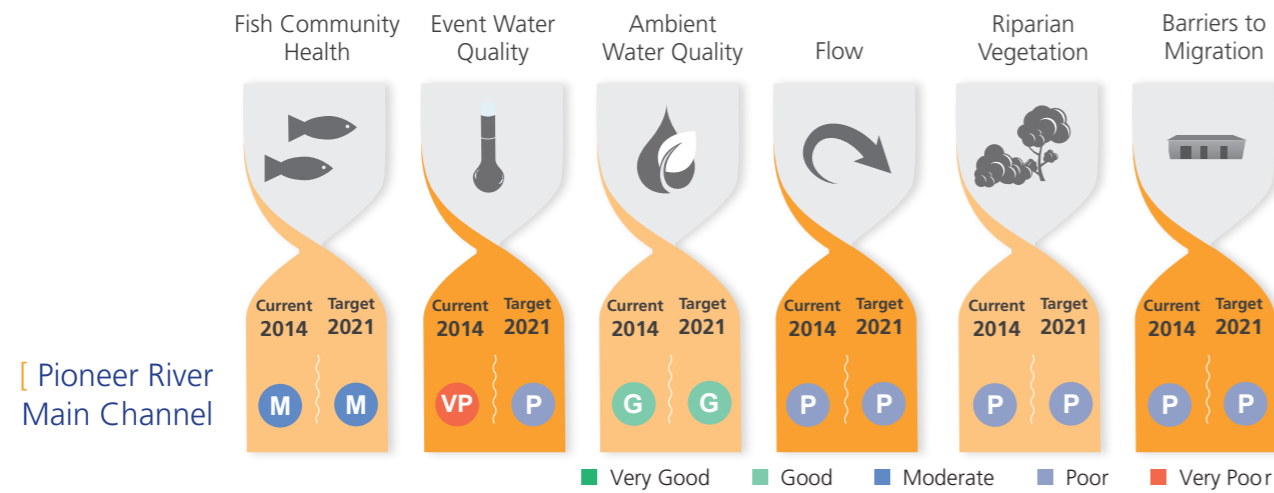 Fish Community
Health
Event Water
Quality
Ambient
Water Quality
Flow
Riparian
Vegetation
Barriers to
Migration
Current Target
2014 2021
Current Target
2014 2021
Current Target
2014 2021
Current Target
2014 2021
Current Target
2014 2021
Current Target
2014 2021
[ Pioneer River
Main Channel
M M
VP P
G G
P P
P P
P P
Very Good Good Moderate Poor Very Poor